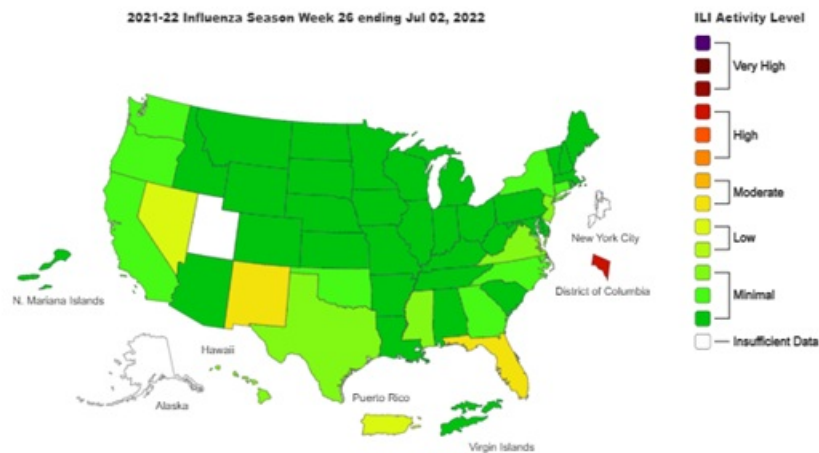 2021-22 Influenza Season Week 26 ending Jul 02, 2022
ILI Activity Level
Very High
High
Moderate
Low
Minimal
Insufficient Data
New York City
District of Columbia
N. Mariana Islands
Hawaii
Alaska
Puerto Rico
Virgin Islands